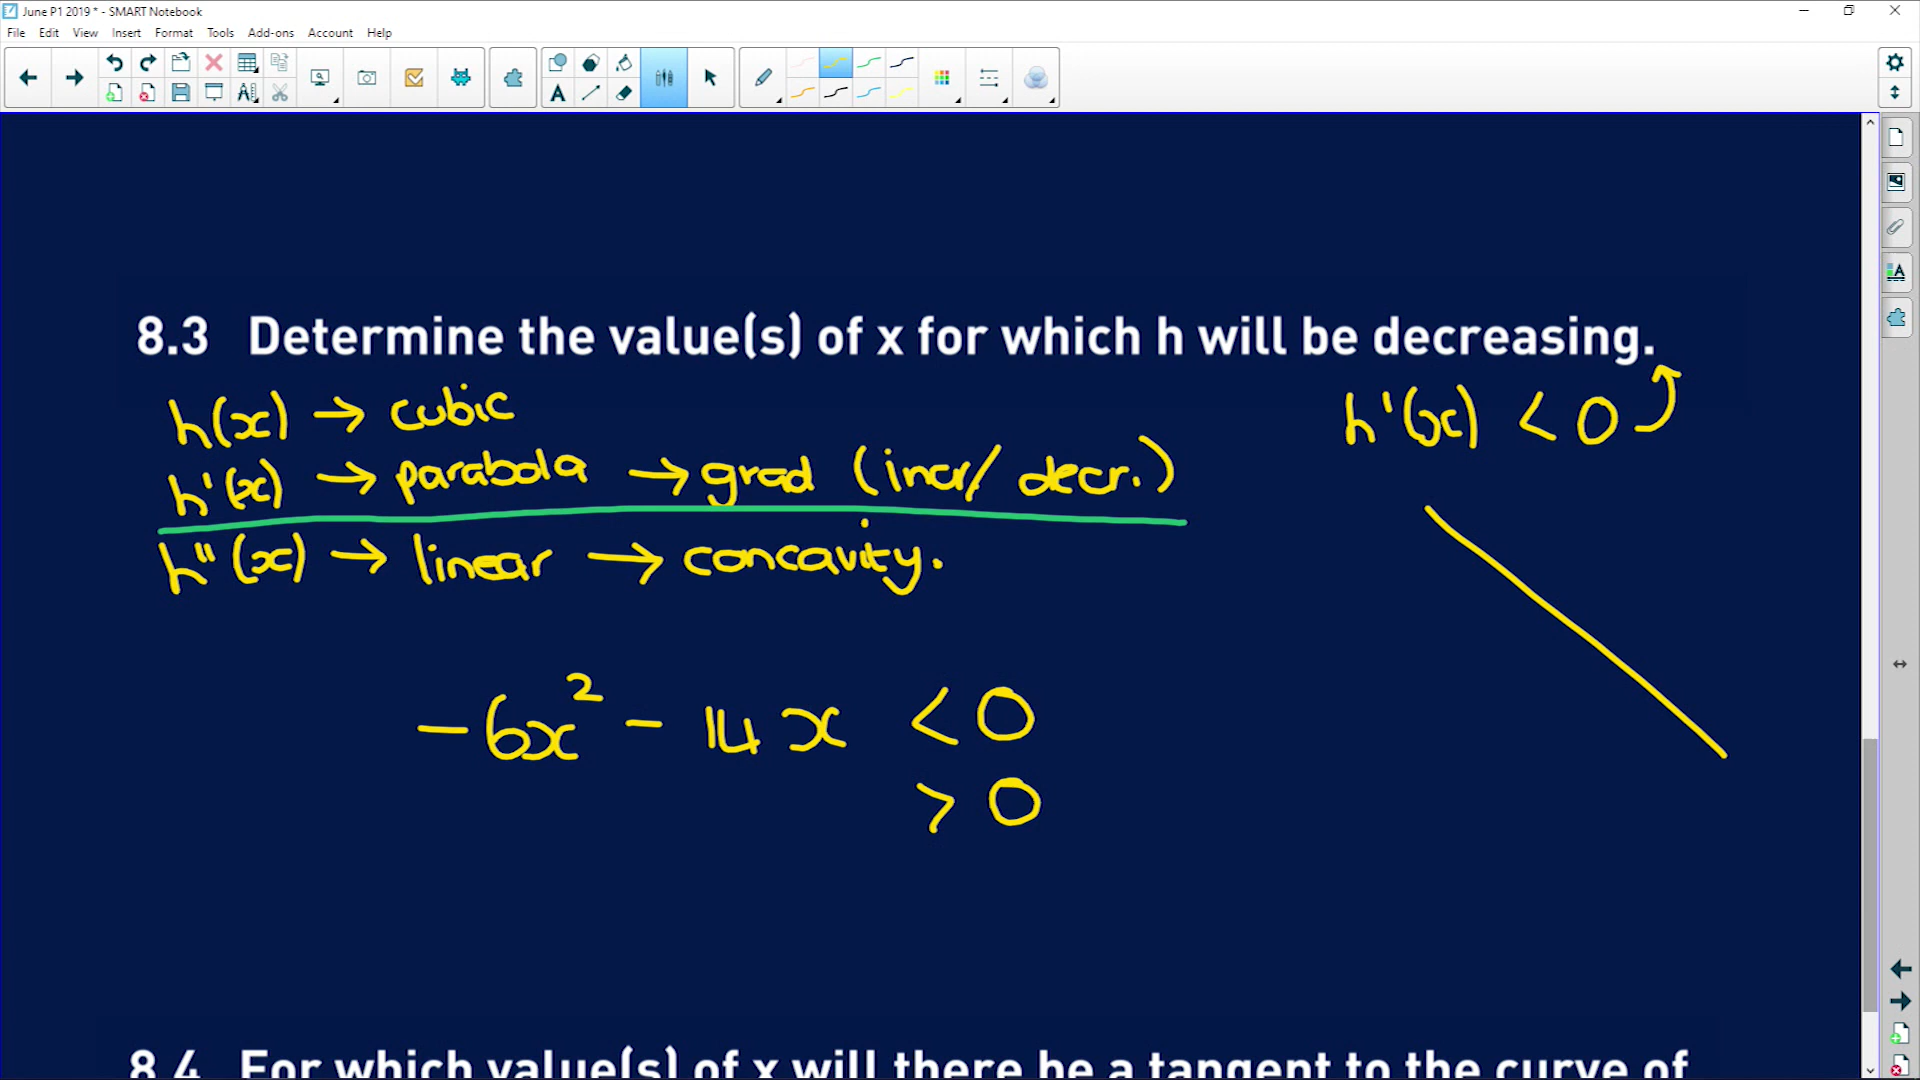 June P1 2019 * - SMART Notebook
File Edit View Insert Format Tools Add-ons Account Help
8.3 Determine the value(s) of x for which h will be decreasing.
h(x) → cubic
h'(x) < 0
h'(x) → parabola → grad (incr/decr.)
h"(x) → linear → concavity.
-6x² - 14x < 0
> 0
8.4 For which value(s) of x will there be a tangent to the curve of